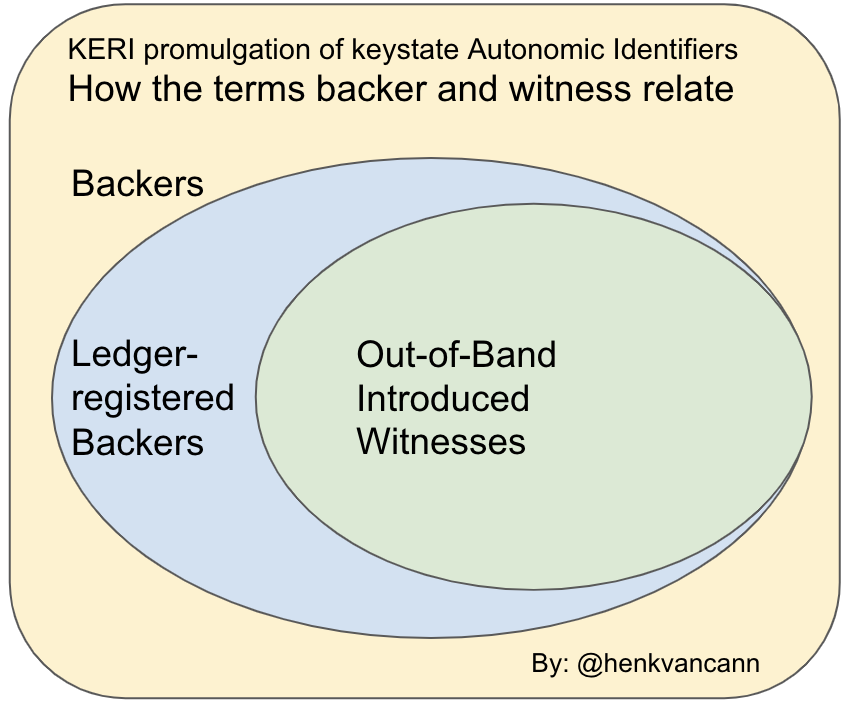 KERI promulgation of keystate Autonomic Identifiers
How the terms backer and witness relate
Backers
Ledger-
registered
Backers
Out-of-Band
Introduced
Witnesses
By: @henkvancann